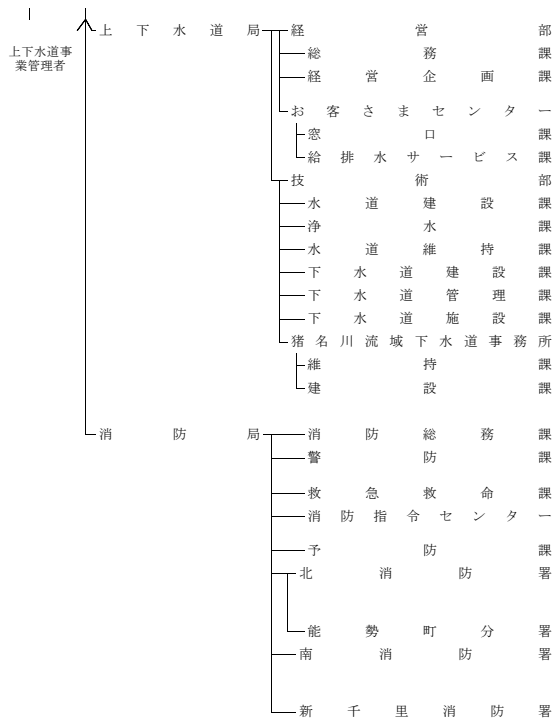 上下水道局 経営部
上下水道事
業管理者
総務課
経営企画課
お客さまセンター
窓口課
給排水サービス課
技術部
水道建設課
浄水課
水道維持課
下水道建設課
下水道管理課
下水道施設課
猪名川流域下水道事務所
維持課
建設課
消防局 消防総務課
警防課
救急救命課
消防指令センター
予防課
北消防署
能勢町分署
南消防署
新千里消防署